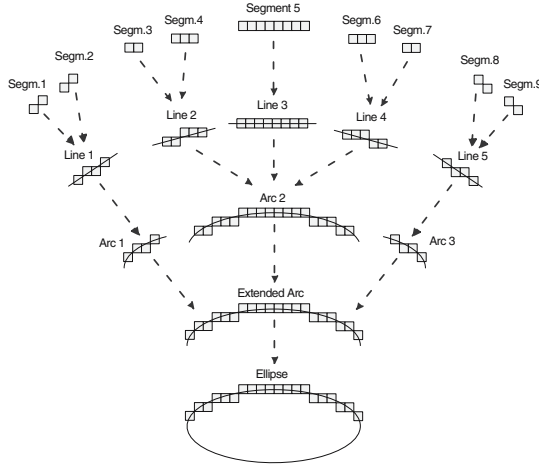 Segment 5
Segm.4
Segm.6
Segm.3
Segm.7
Segm.2
Segm.8
Segm.1
Segm.9
Line 3
Line 2
Line 4
Line 1
Line 5
Arc 2
Arc 1
Arc 3
Extended Arc
Ellipse